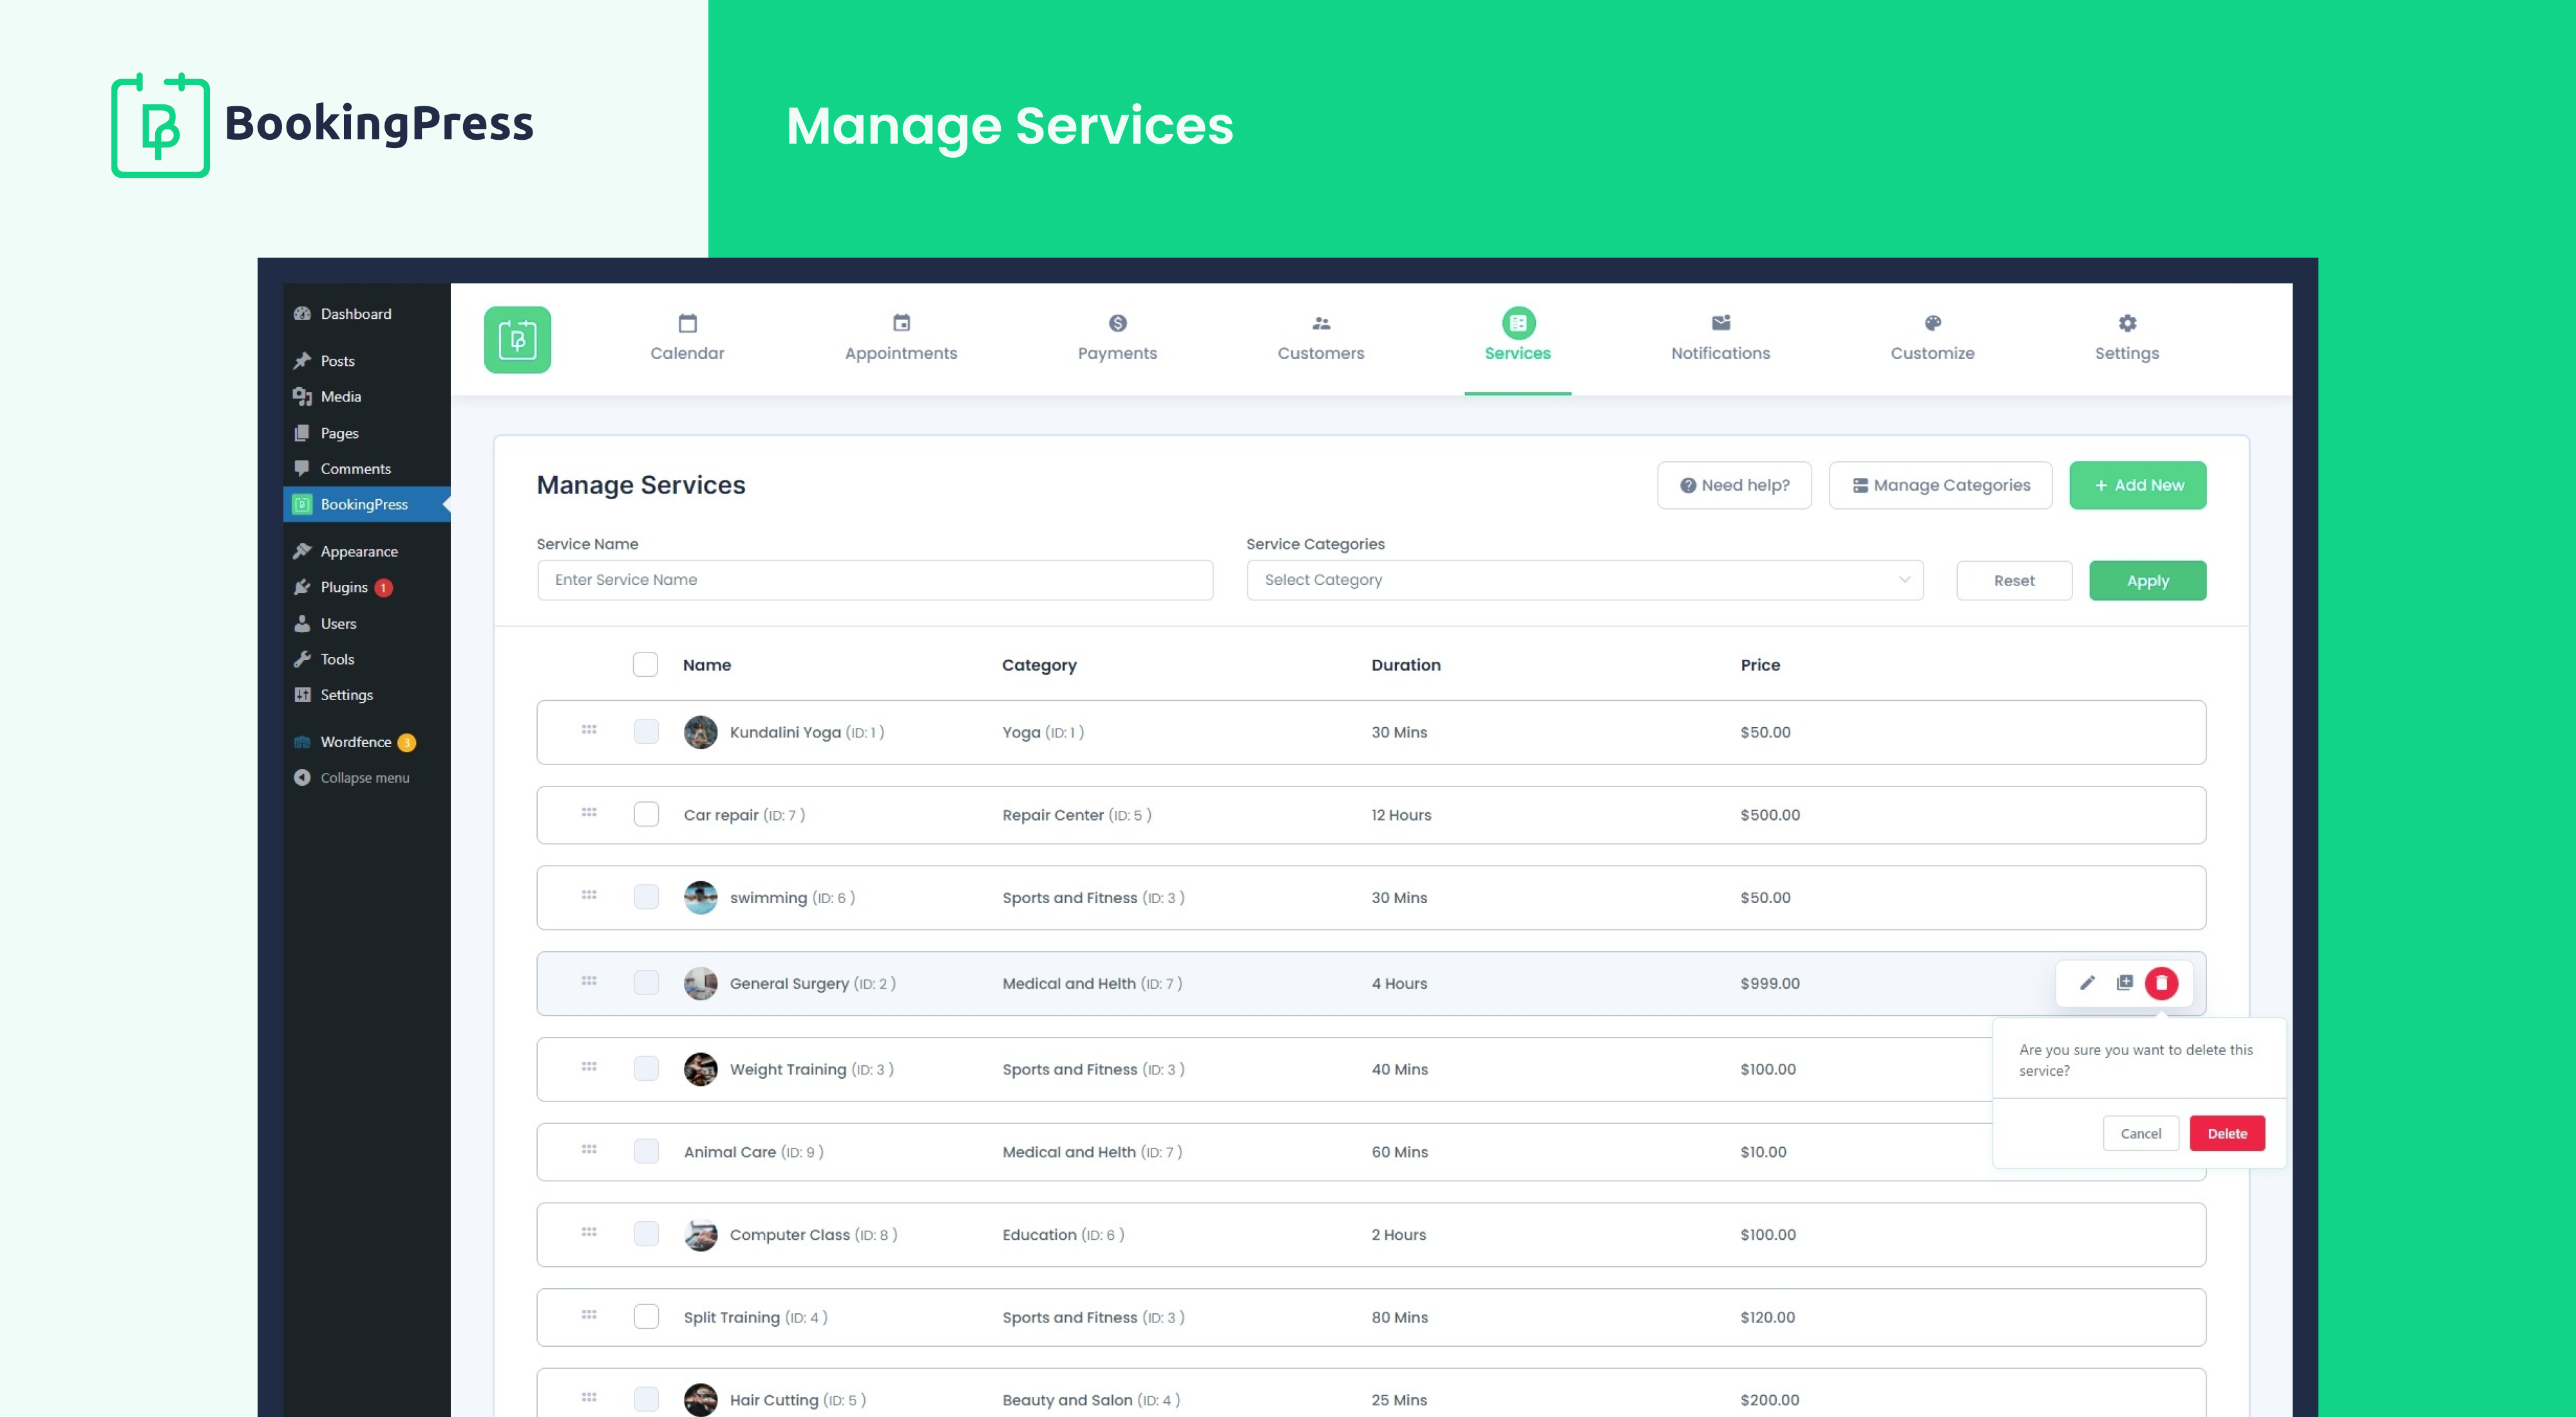 BookingPress
Manage Services
Dashboard
Posts
Media
Pages
Comments
BookingPress
Appearance
Plugins 1
Users
Tools
Settings
Wordfence 3
Collapse menu
Calendar
Appointments
Payments
Customers
Services
Notifications
Customize
Settings
Manage Services
Need help?
Manage Categories
+ Add New
Service Name
Service Categories
Enter Service Name
Select Category
Reset
Apply
Name Category Duration Price
Kundalini Yoga (ID: 1 ) Yoga (ID: 1 ) 30 Mins $50.00
Car repair (ID: 7 ) Repair Center (ID: 5 ) 12 Hours $500.00
swimming (ID: 6 ) Sports and Fitness (ID: 3 ) 30 Mins $50.00
General Surgery (ID: 2 ) Medical and Helth (ID: 7 ) 4 Hours $999.00
Are you sure you want to delete this
service?
Cancel Delete
Weight Training (ID: 3 ) Sports and Fitness (ID: 3 ) 40 Mins $100.00
Animal Care (ID: 9 ) Medical and Helth (ID: 7 ) 60 Mins $10.00
Computer Class (ID: 8 ) Education (ID: 6 ) 2 Hours $100.00
Split Training (ID: 4 ) Sports and Fitness (ID: 3 ) 80 Mins $120.00
Hair Cutting (ID: 5 ) Beauty and Salon (ID: 4 ) 25 Mins $200.00